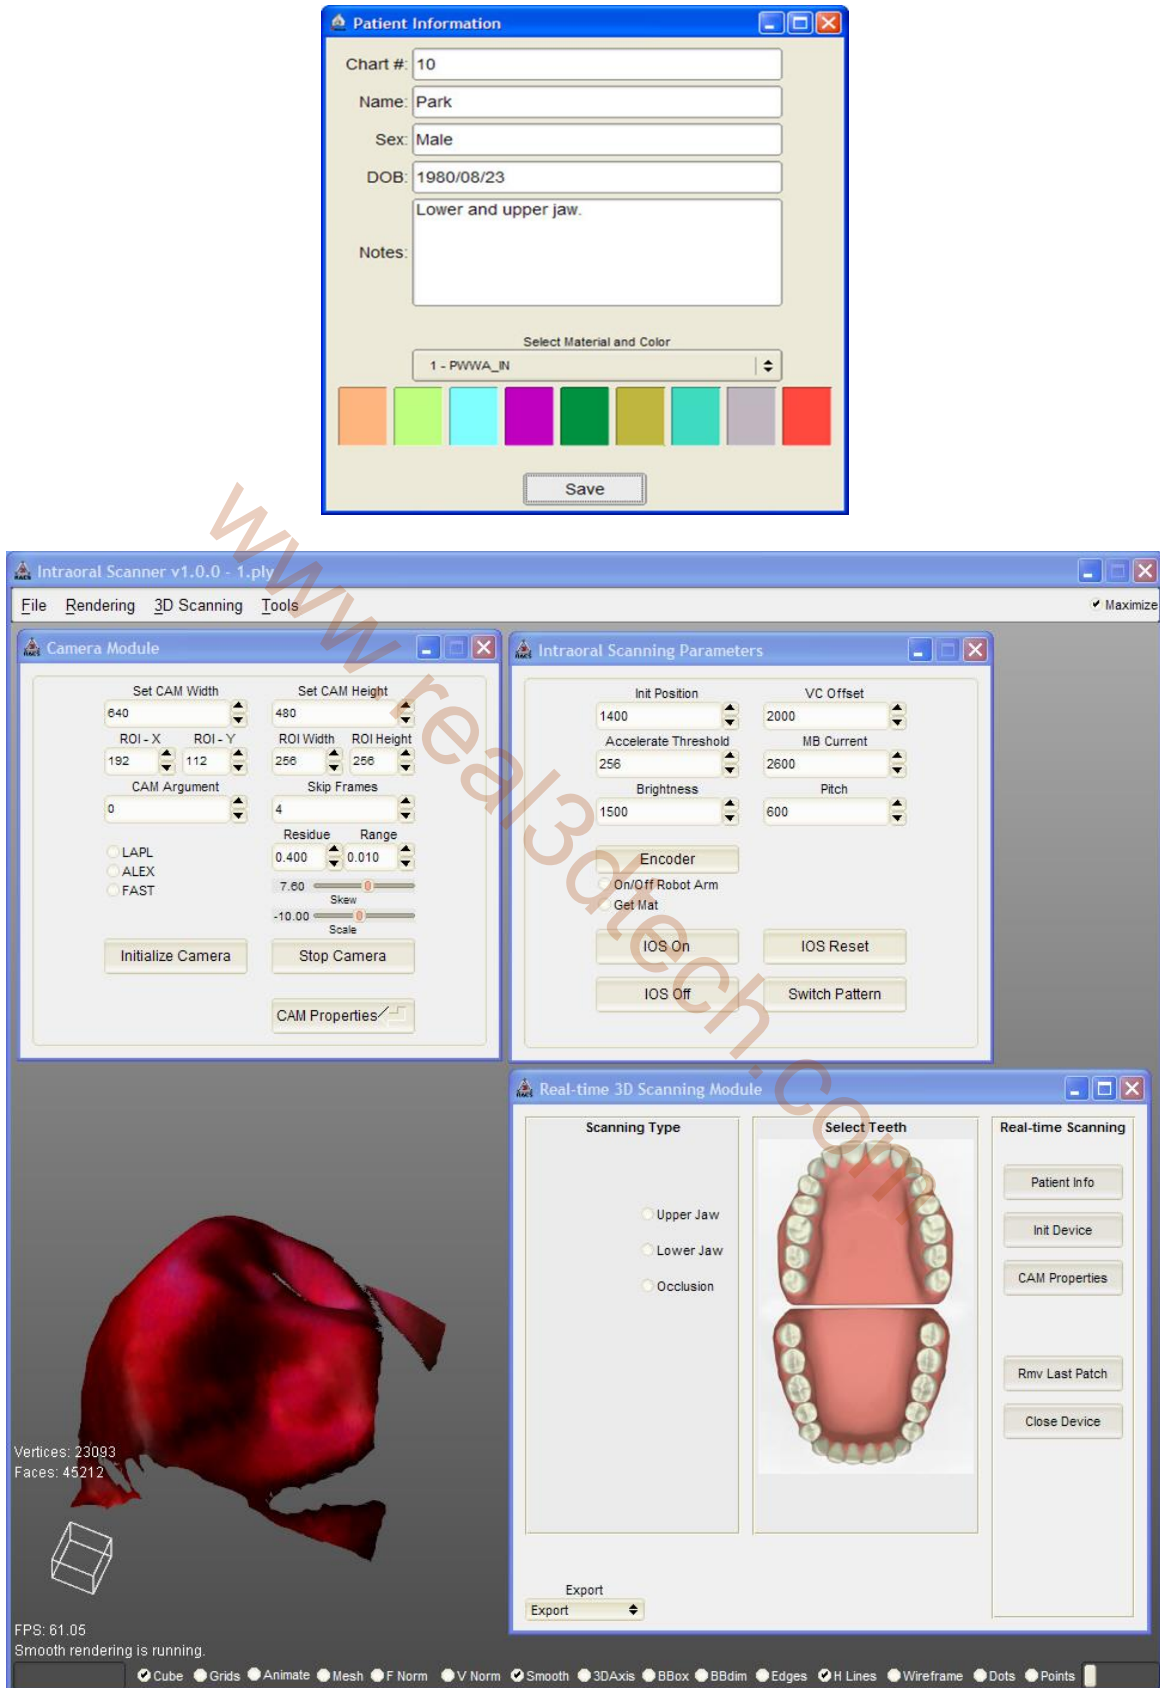 Patient Information
Chart #: 10
Name: Park
Sex: Male
DOB: 1980/08/23
Notes: Lower and upper jaw.
Select Material and Color
1 - PWWA_IN
Save
www.real3dtech.com
Intraoral Scanner v1.0.0 - 1.ply
File Rendering 3D Scanning Tools Maximize
Camera Module
Set CAM Width Set CAM Height
640 480
ROI - X ROI - Y ROI Width ROI Height
192 112 256 256
CAM Argument Skip Frames
0 4
Residue Range
0.400 0.010
LAPL
ALEX
FAST
7.60
Skew
-10.00
Scale
Initialize Camera Stop Camera
CAM Properties
Intraoral Scanning Parameters
Init Position VC Offset
1400 2000
Accelerate Threshold MB Current
256 2600
Brightness Pitch
1500 600
Encoder
On/Off Robot Arm
Get Mat
IOS On IOS Reset
IOS Off Switch Pattern
Real-time 3D Scanning Module
Scanning Type Select Teeth Real-time Scanning
Upper Jaw
Lower Jaw
Occlusion
Patient Info
Init Device
CAM Properties
Rmv Last Patch
Close Device
Export
Export
Vertices: 23093
Faces: 45212
FPS: 61.05
Smooth rendering is running.
Cube Grids Animate Mesh F Norm V Norm Smooth 3DAxis BBox BBdim Edges H Lines Wireframe Dots Points